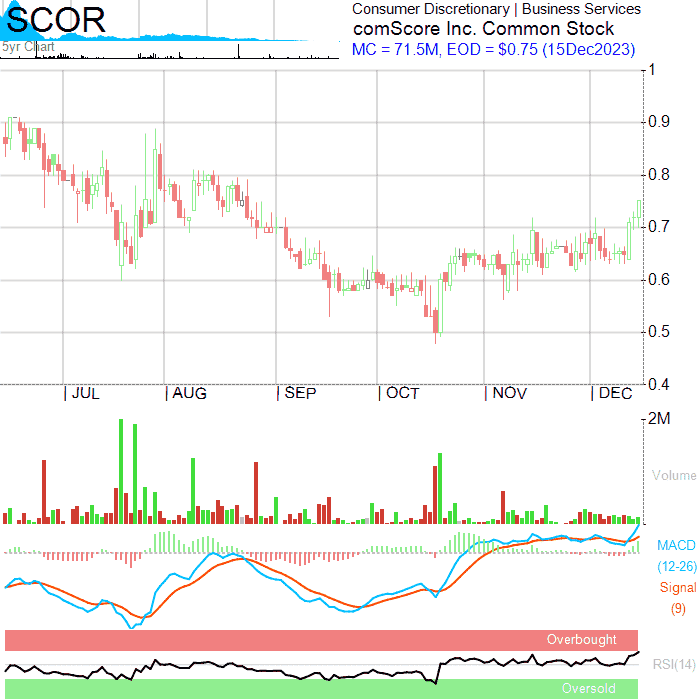 SCOR
5yr Chart
Consumer Discretionary | Business Services
comScore Inc. Common Stock
MC = 71.5M, EOD = $0.75 (15Dec2023)
1
0.9
0.8
0.7
0.6
0.5
0.4
JUL AUG SEP OCT NOV DEC
2M
Volume
MACD
(12-26)
Signal
(9)
Overbought
RSI(14)
Oversold